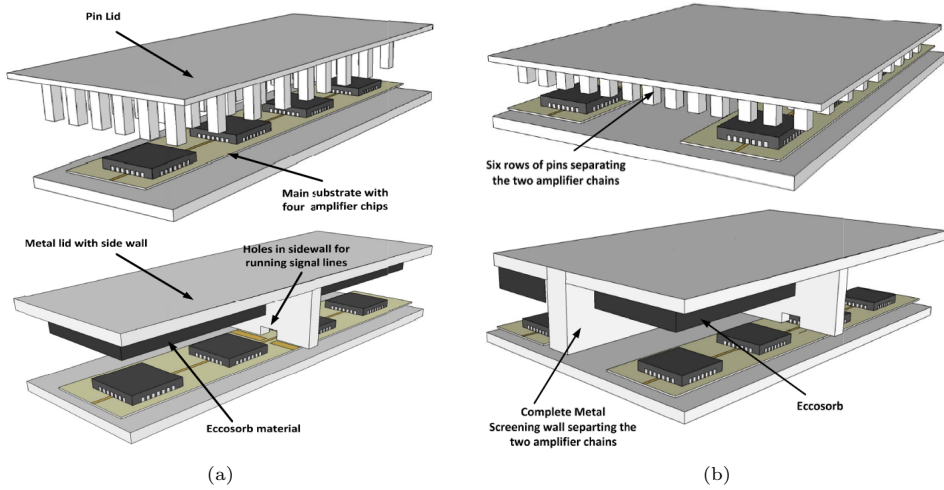 Pin Lid
Main substrate with
four amplifier chips
Six rows of pins separating
the two amplifier chains
Metal lid with side wall
Holes in sidewall for
running signal lines
Eccosorb material
Complete Metal
Screening wall separting the
two amplifier chains
Eccosorb
(a)
(b)